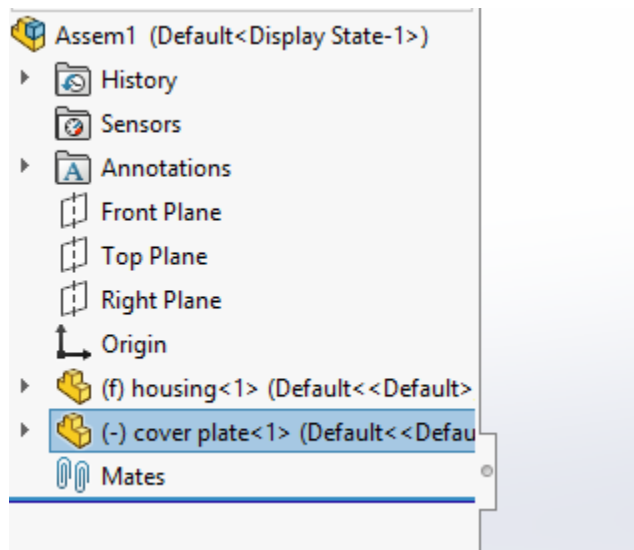 Assem1 (Default<Display State-1>)
History
Sensors
Annotations
Front Plane
Top Plane
Right Plane
Origin
(f) housing<1> (Default<<Default>
(-) cover plate<1> (Default<<Defau
Mates